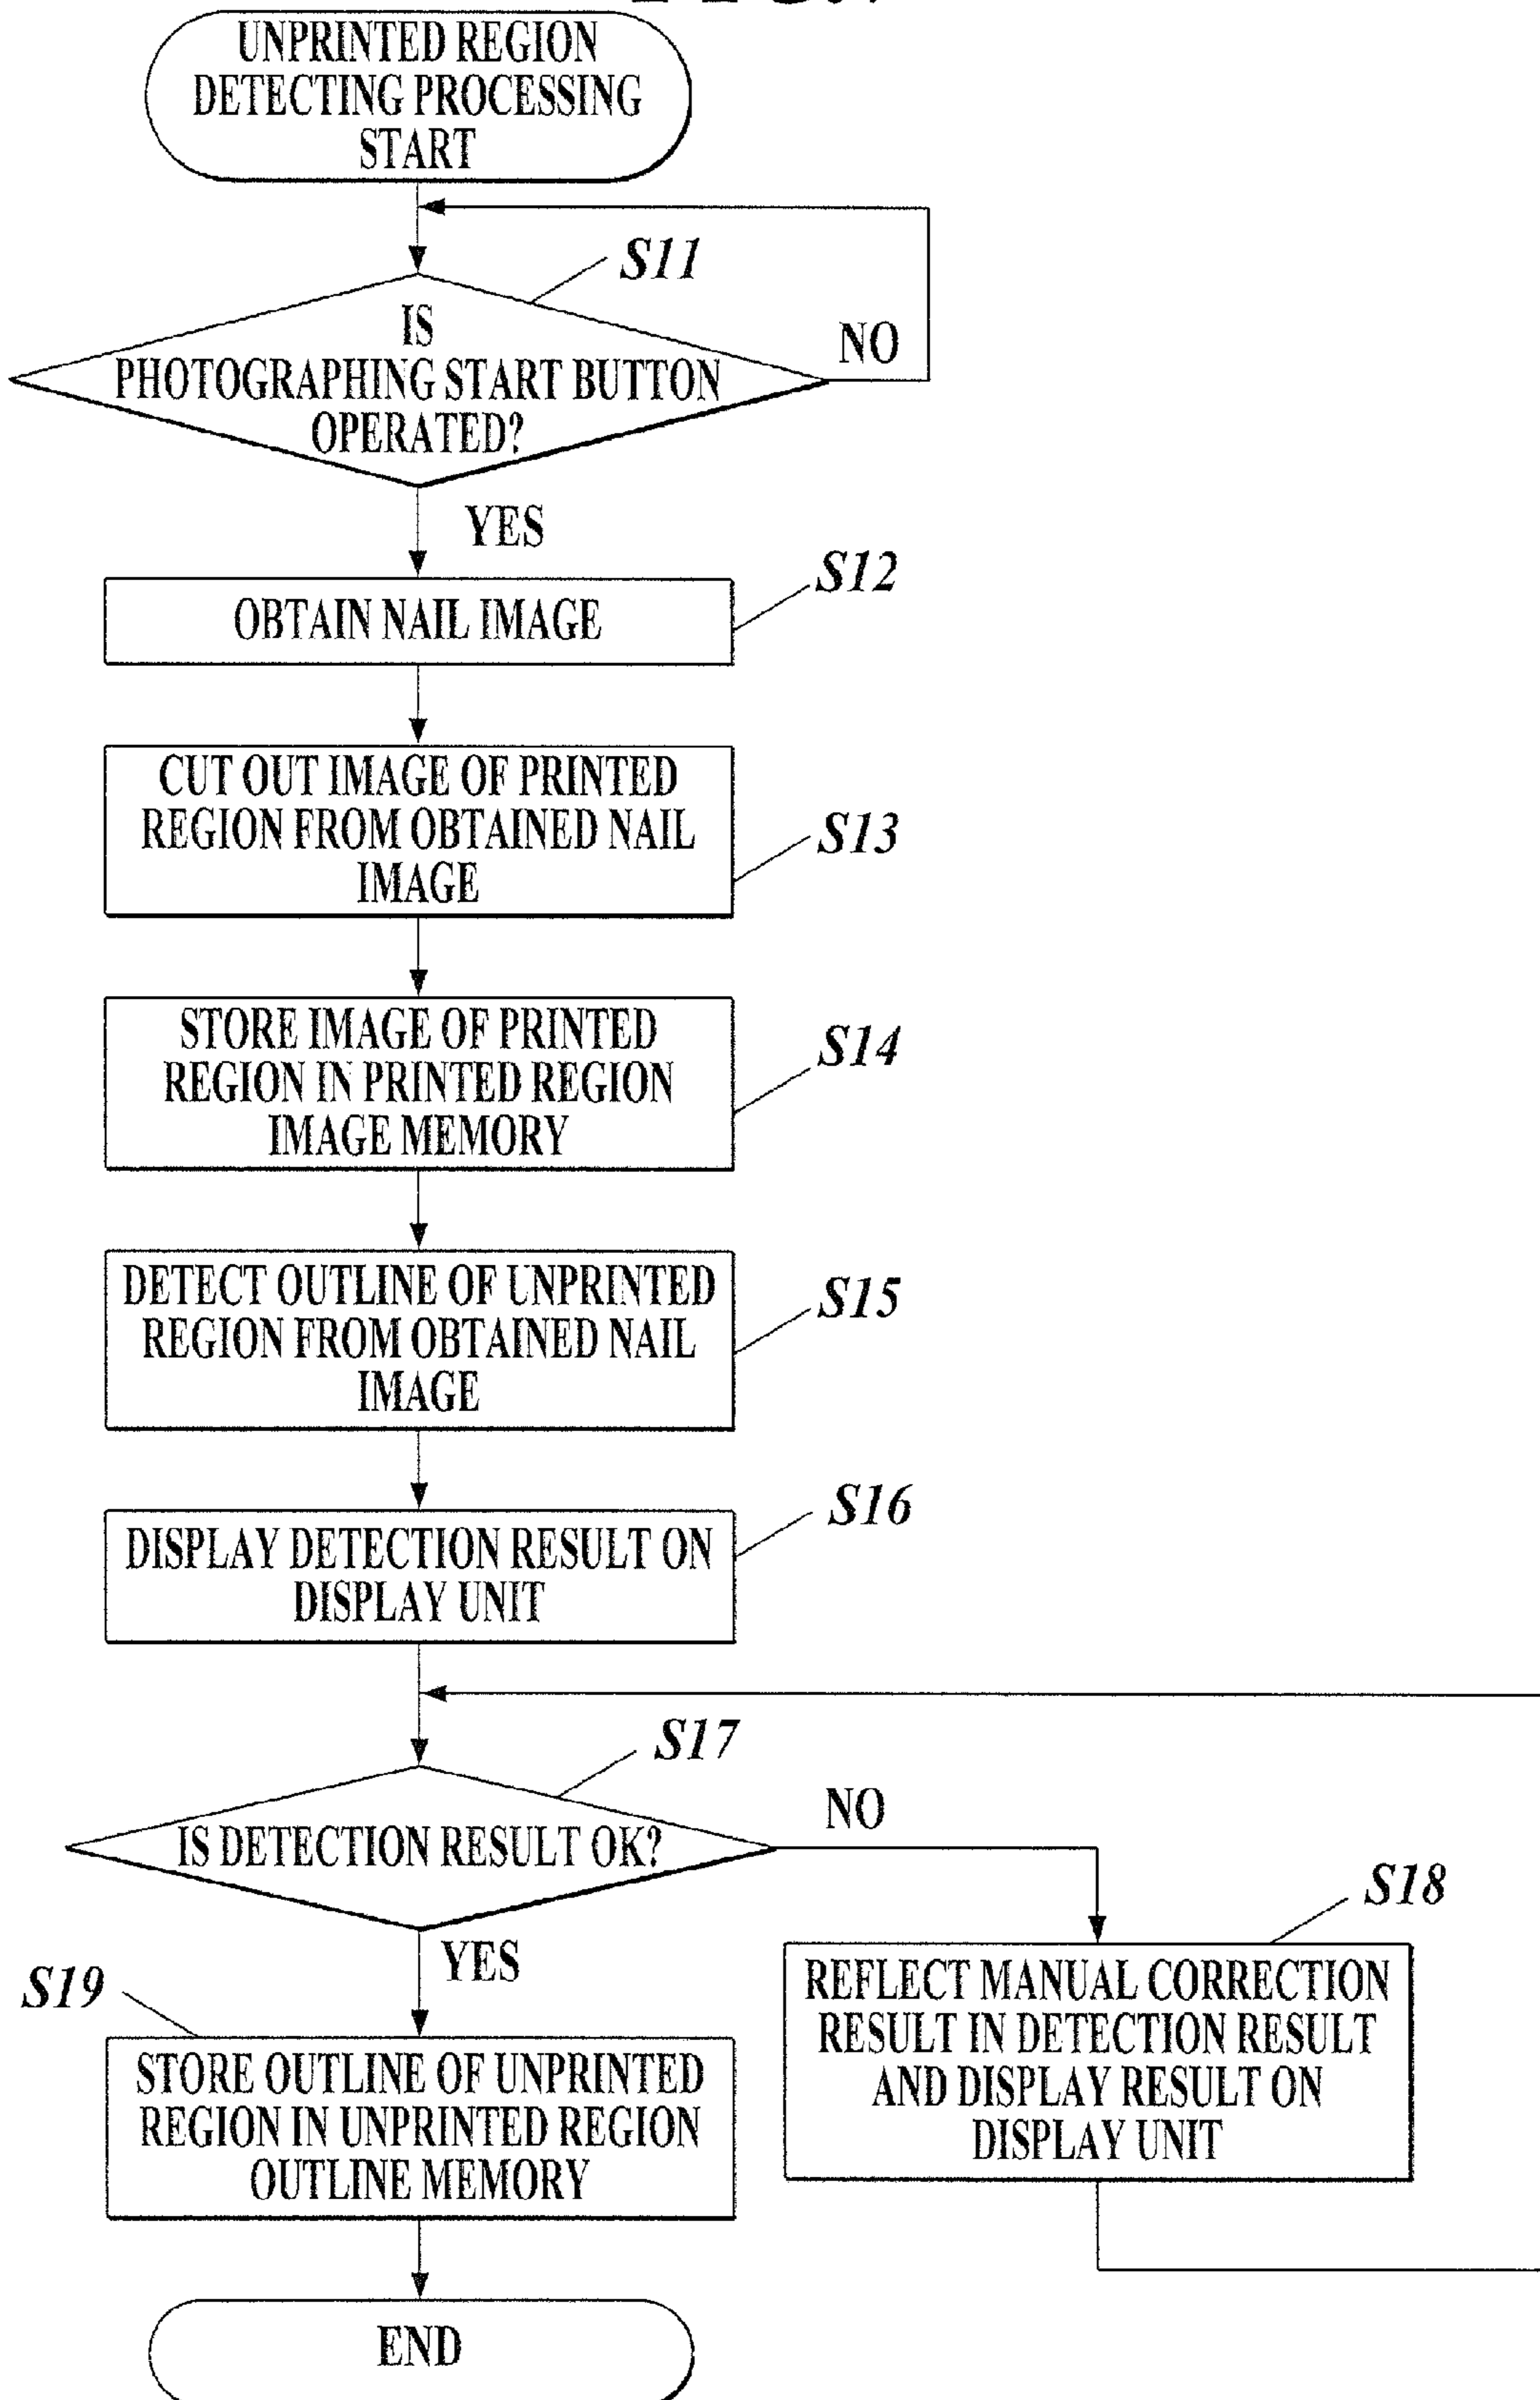 UNPRINTED REGION
DETECTING PROCESSING
START
S11
IS
PHOTOGRAPHING START BUTTON
OPERATED?
NO
YES
S12
OBTAIN NAIL IMAGE
CUT OUT IMAGE OF PRINTED
REGION FROM OBTAINED NAIL
IMAGE
S13
STORE IMAGE OF PRINTED
REGION IN PRINTED REGION
IMAGE MEMORY
S14
DETECT OUTLINE OF UNPRINTED
REGION FROM OBTAINED NAIL
IMAGE
S15
S16
DISPLAY DETECTION RESULT ON
DISPLAY UNIT
S17
IS DETECTION RESULT OK?
NO
YES
S18
REFLECT MANUAL CORRECTION
RESULT IN DETECTION RESULT
AND DISPLAY RESULT ON
DISPLAY UNIT
S19
STORE OUTLINE OF UNPRINTED
REGION IN UNPRINTED REGION
OUTLINE MEMORY
END